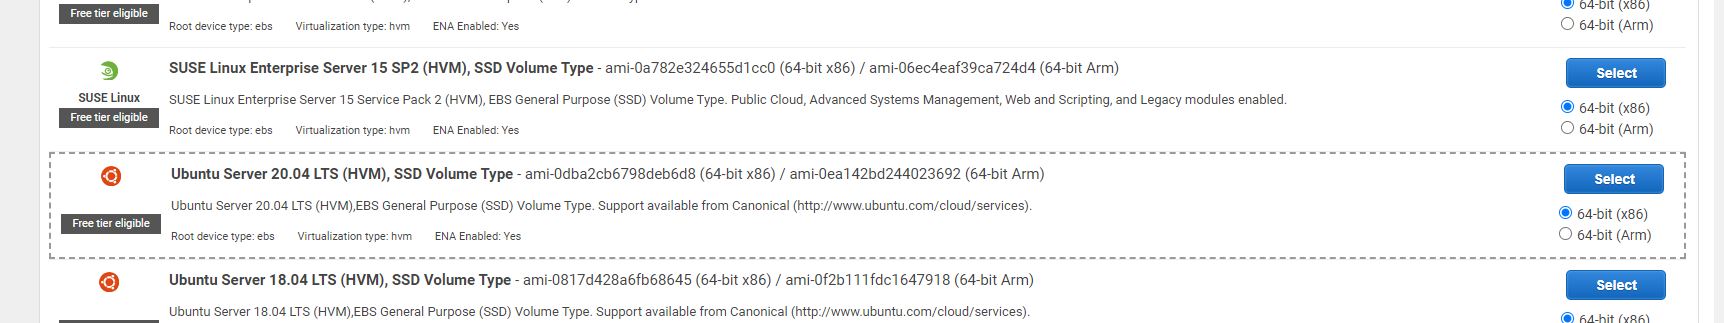 Free tier eligible
Root device type: ebs Virtualization type: hvm ENA Enabled: Yes
64-bit (x86)
64-bit (Arm)
SUSE Linux
Free tier eligible
SUSE Linux Enterprise Server 15 SP2 (HVM), SSD Volume Type - ami-0a782e324655d1cc0 (64-bit x86) / ami-06ec4eaf39ca724d4 (64-bit Arm)
SUSE Linux Enterprise Server 15 Service Pack 2 (HVM), EBS General Purpose (SSD) Volume Type. Public Cloud, Advanced Systems Management, Web and Scripting, and Legacy modules enabled.
Root device type: ebs Virtualization type: hvm ENA Enabled: Yes
Select
64-bit (x86)
64-bit (Arm)
Free tier eligible
Ubuntu Server 20.04 LTS (HVM), SSD Volume Type - ami-0dba2cb6798deb6d8 (64-bit x86) / ami-0ea142bd244023692 (64-bit Arm)
Ubuntu Server 20.04 LTS (HVM),EBS General Purpose (SSD) Volume Type. Support available from Canonical (http://www.ubuntu.com/cloud/services).
Root device type: ebs Virtualization type: hvm ENA Enabled: Yes
Select
64-bit (x86)
64-bit (Arm)
Ubuntu Server 18.04 LTS (HVM), SSD Volume Type - ami-0817d428a6fb68645 (64-bit x86) / ami-0f2b111fdc1647918 (64-bit Arm)
Ubuntu Server 18.04 LTS (HVM),EBS General Purpose (SSD) Volume Type. Support available from Canonical (http://www.ubuntu.com/cloud/services).
Select
64-bit (x86)